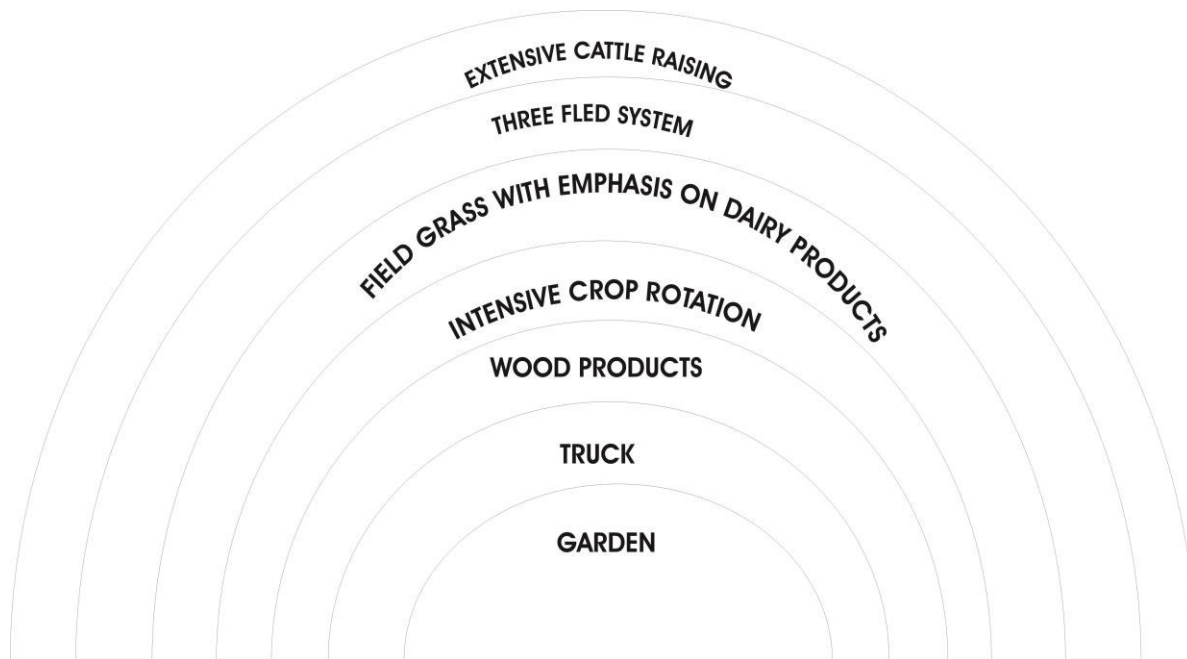 EXTENSIVE CATTLE RAISING
THREE FLED SYSTEM
FIELD GRASS WITH EMPHASIS ON DAIRY PRODUCTS
INTENSIVE CROP ROTATION
WOOD PRODUCTS
TRUCK
GARDEN